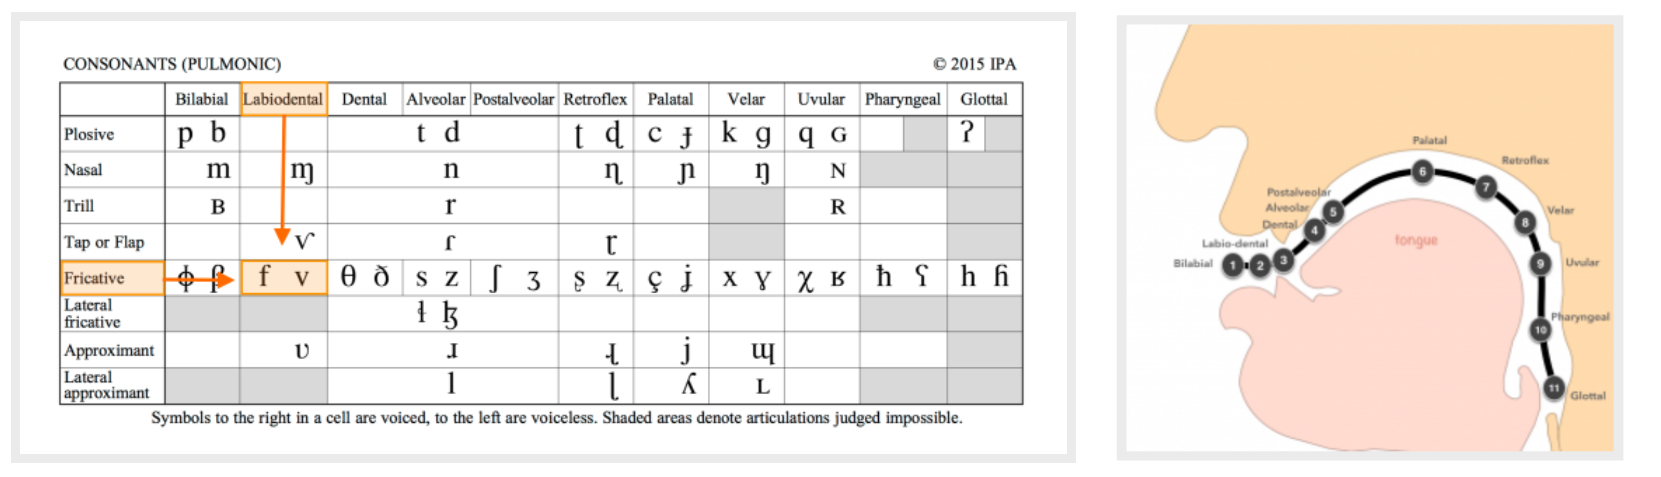 CONSONANTS (PULMONIC) © 2015 IPA
Bilabial Labiodental Dental Alveolar Postalveolar Retroflex Palatal Velar Uvular Pharyngeal Glottal
Plosive p b t d ʈ ɖ c ɟ k ɡ q ɢ ʔ
Nasal m ɱ n ɳ ɲ ŋ ɴ
Trill ʙ r ʀ
Tap or Flap ⱱ ɾ ɽ
Fricative ɸ β f v θ ð s z ʃ ʒ ʂ ʐ ç ʝ x ɣ χ ʁ ħ ʕ h ɦ
Lateral
fricative ɬ ɮ
Approximant ʋ ɹ ɻ j ɰ
Lateral
approximant l ɭ ʎ ʟ
Symbols to the right in a cell are voiced, to the left are voiceless. Shaded areas denote articulations judged impossible.
Palatal
Retroflex
6
7
Postalveolar
Alveolar 5
Velar
Dental 4
8
Labio-dental
Bilabial 1 2 3
tongue
9 Uvular
10 Pharyngeal
11 Glottal